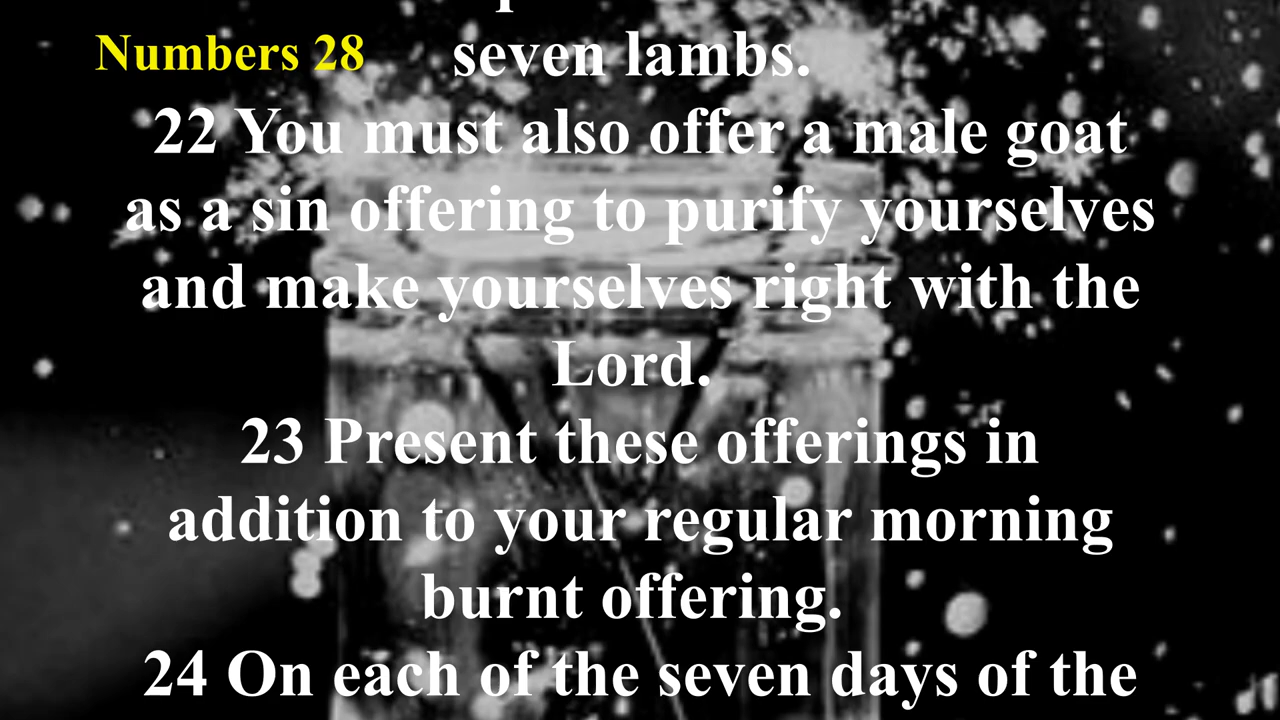 Numbers 28
seven lambs.
22 You must also offer a male goat
as a sin offering to purify yourselves
and make yourselves right with the
Lord.
23 Present these offerings in
addition to your regular morning
burnt offering.
24 On each of the seven days of the